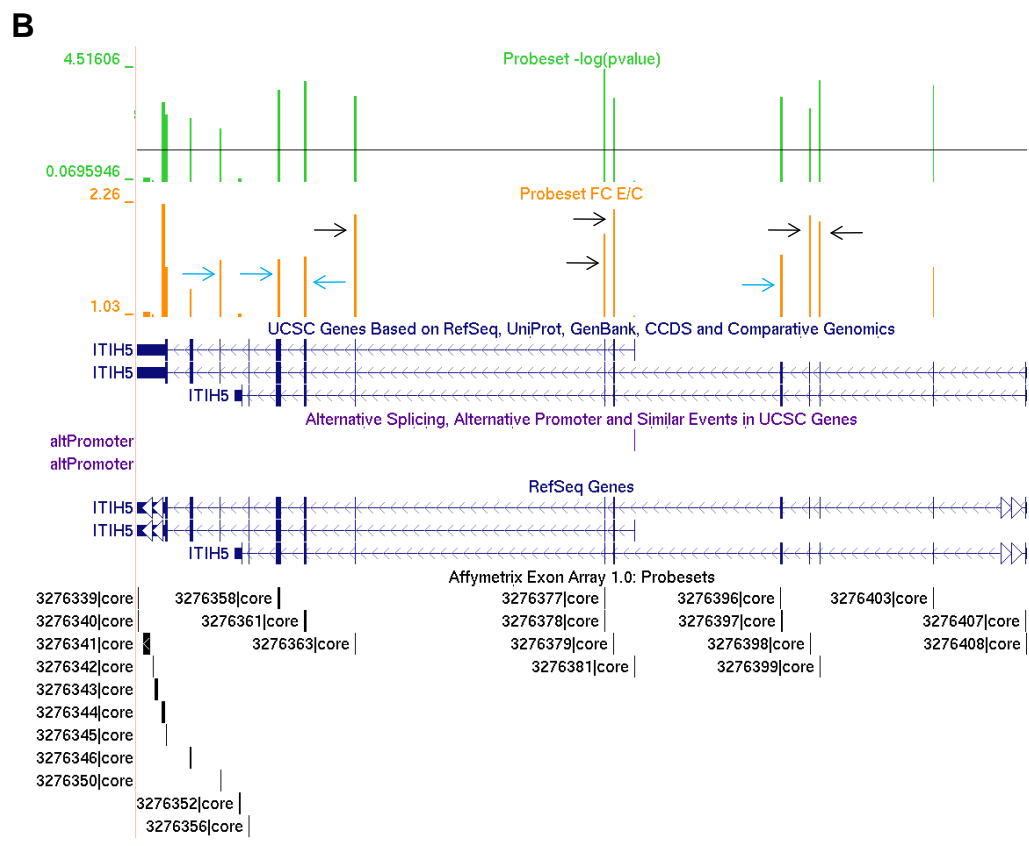 B
4.51606
Probeset -log(pvalue)
0.0695946
2.26
Probeset FC E/C
1.03
UCSC Genes Based on RefSeq, UniProt, GenBank, CCDS and Comparative Genomics
ITIH5
ITIH5
ITIH5
Alternative Splicing, Alternative Promoter and Similar Events in UCSC Genes
altPromoter
altPromoter
RefSeq Genes
ITIH5
ITIH5
ITIH5
Affymetrix Exon Array 1.0: Probesets
3276339|core 3276358|core 3276377|core 3276396|core 3276403|core
3276340|core 3276361|core 3276378|core 3276397|core 3276407|core
3276341|core 3276363|core 3276379|core 3276398|core 3276408|core
3276342|core 3276381|core 3276399|core
3276343|core
3276344|core
3276345|core
3276346|core
3276350|core
3276352|core
3276356|core